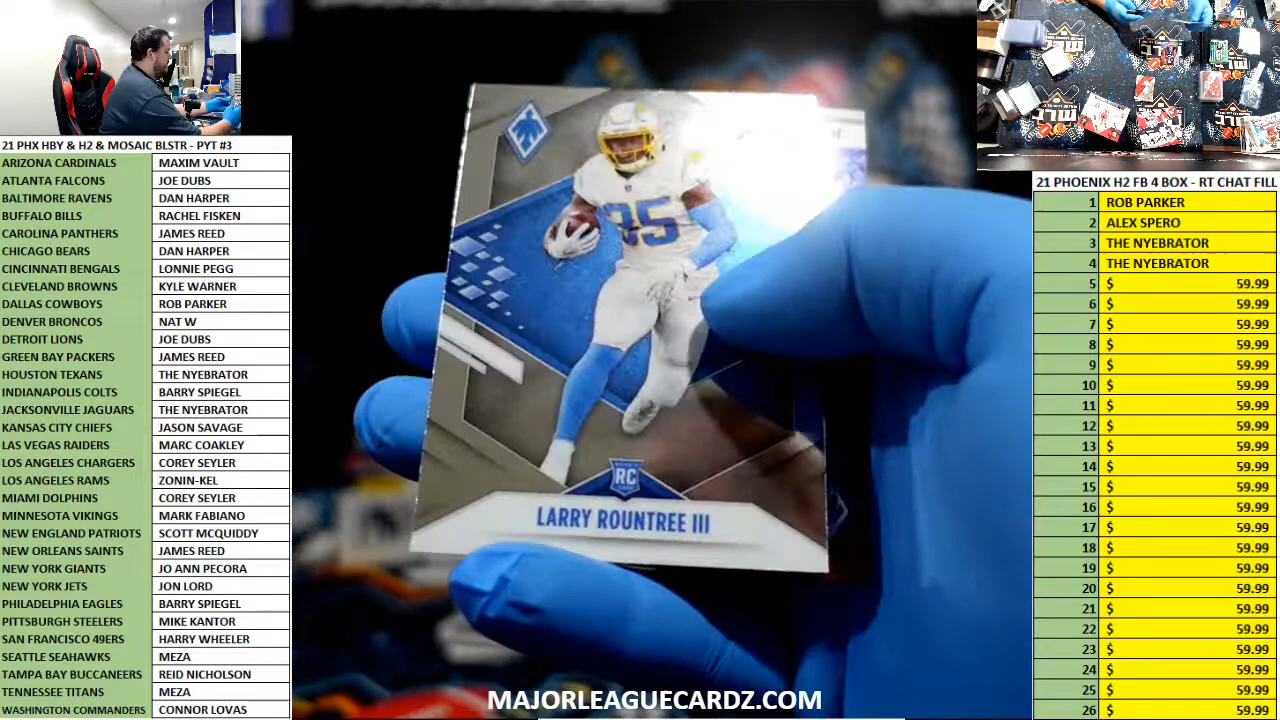 21 PHX HBY & H2 & MOSAIC BLSTR - PYT #3
ARIZONA CARDINALS MAXIM VAULT
ATLANTA FALCONS JOE DUBS
BALTIMORE RAVENS DAN HARPER
BUFFALO BILLS RACHEL FISKEN
CAROLINA PANTHERS JAMES REED
CHICAGO BEARS DAN HARPER
CINCINNATI BENGALS LONNIE PEGG
CLEVELAND BROWNS KYLE WARNER
DALLAS COWBOYS ROB PARKER
DENVER BRONCOS NAT W
DETROIT LIONS JOE DUBS
GREEN BAY PACKERS JAMES REED
HOUSTON TEXANS THE NYEBRATOR
INDIANAPOLIS COLTS BARRY SPIEGEL
JACKSONVILLE JAGUARS THE NYEBRATOR
KANSAS CITY CHIEFS JASON SAVAGE
LAS VEGAS RAIDERS MARC COAKLEY
LOS ANGELES CHARGERS COREY SEYLER
LOS ANGELES RAMS ZONIN-KEL
MIAMI DOLPHINS COREY SEYLER
MINNESOTA VIKINGS MARK FABIANO
NEW ENGLAND PATRIOTS SCOTT MCQUIDDY
NEW ORLEANS SAINTS JAMES REED
NEW YORK GIANTS JO ANN PECORA
NEW YORK JETS JON LORD
PHILADELPHIA EAGLES BARRY SPIEGEL
PITTSBURGH STEELERS MIKE KANTOR
SAN FRANCISCO 49ERS HARRY WHEELER
SEATTLE SEAHAWKS MEZA
TAMPA BAY BUCCANEERS REID NICHOLSON
TENNESSEE TITANS MEZA
WASHINGTON COMMANDERS CONNOR LOVAS
35
RC
LARRY ROUNTREE III
MAJORLEAGUECARDZ.COM
21 PHOENIX H2 FB 4 BOX - RT CHAT FILL
1 ROB PARKER
2 ALEX SPERO
3 THE NYEBRATOR
4 THE NYEBRATOR
5 $ 59.99
6 $ 59.99
7 $ 59.99
8 $ 59.99
9 $ 59.99
10 $ 59.99
11 $ 59.99
12 $ 59.99
13 $ 59.99
14 $ 59.99
15 $ 59.99
16 $ 59.99
17 $ 59.99
18 $ 59.99
19 $ 59.99
20 $ 59.99
21 $ 59.99
22 $ 59.99
23 $ 59.99
24 $ 59.99
25 $ 59.99
26 $ 59.99